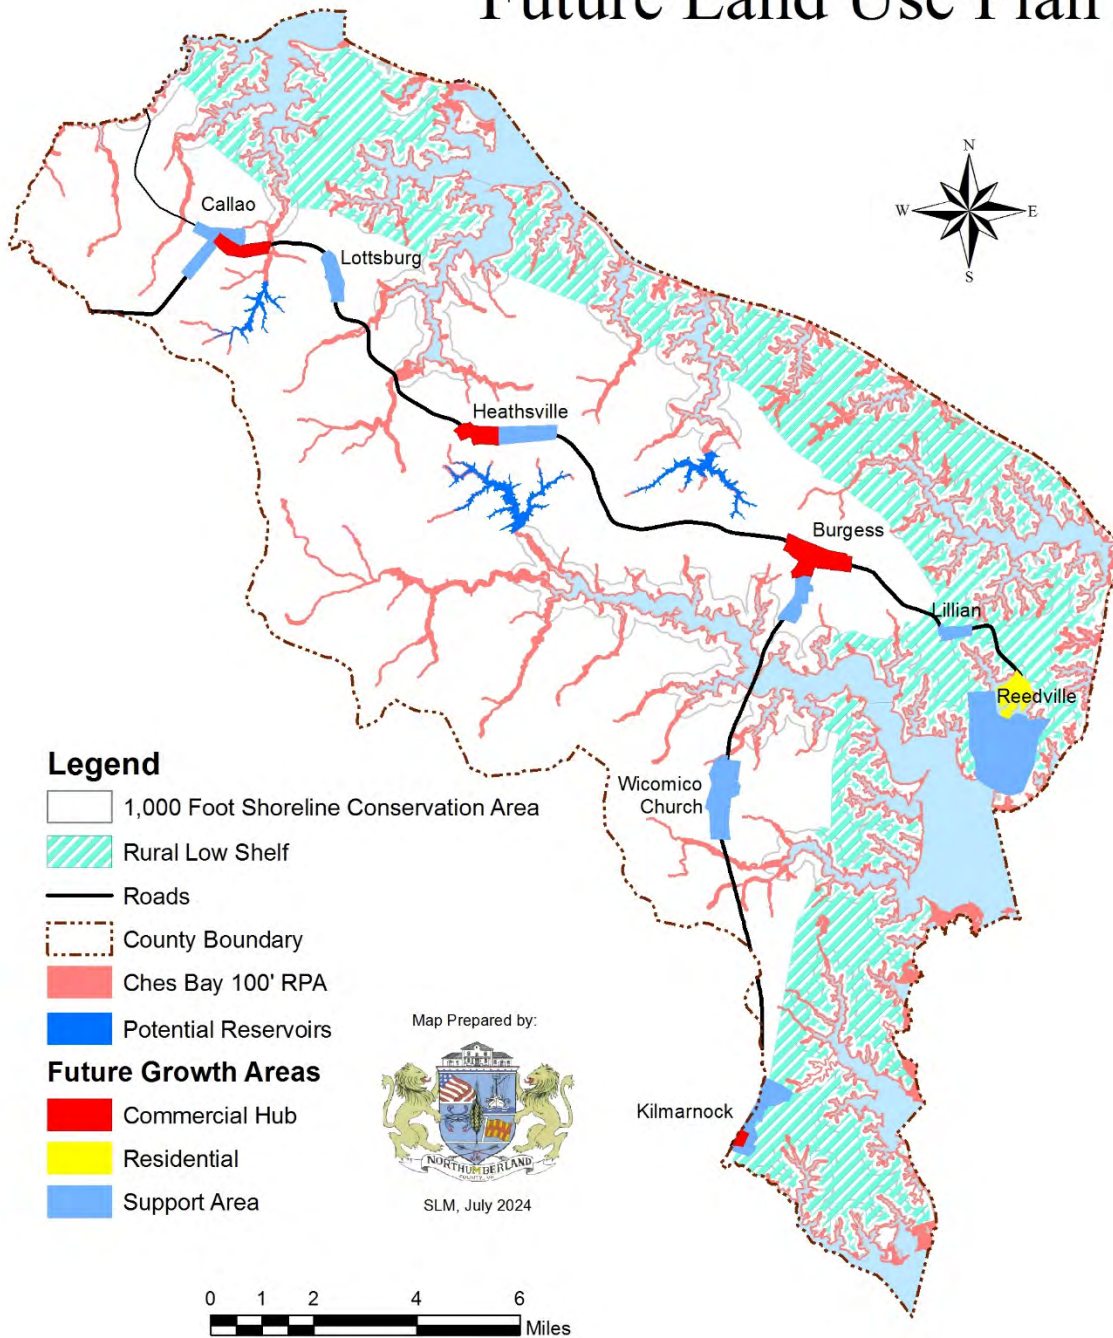 Future Land Use Plan
N
W
E
S
Callao
Lottsburg
Heathsville
Burgess
Lillian
Reedville
Wicomico
Church
Kilmarnock
Legend
1,000 Foot Shoreline Conservation Area
Rural Low Shelf
Roads
County Boundary
Ches Bay 100' RPA
Potential Reservoirs
Future Growth Areas
Commercial Hub
Residential
Support Area
Map Prepared by:
NORTHUMBERLAND
SLM, July 2024
0 1 2 4 6
Miles